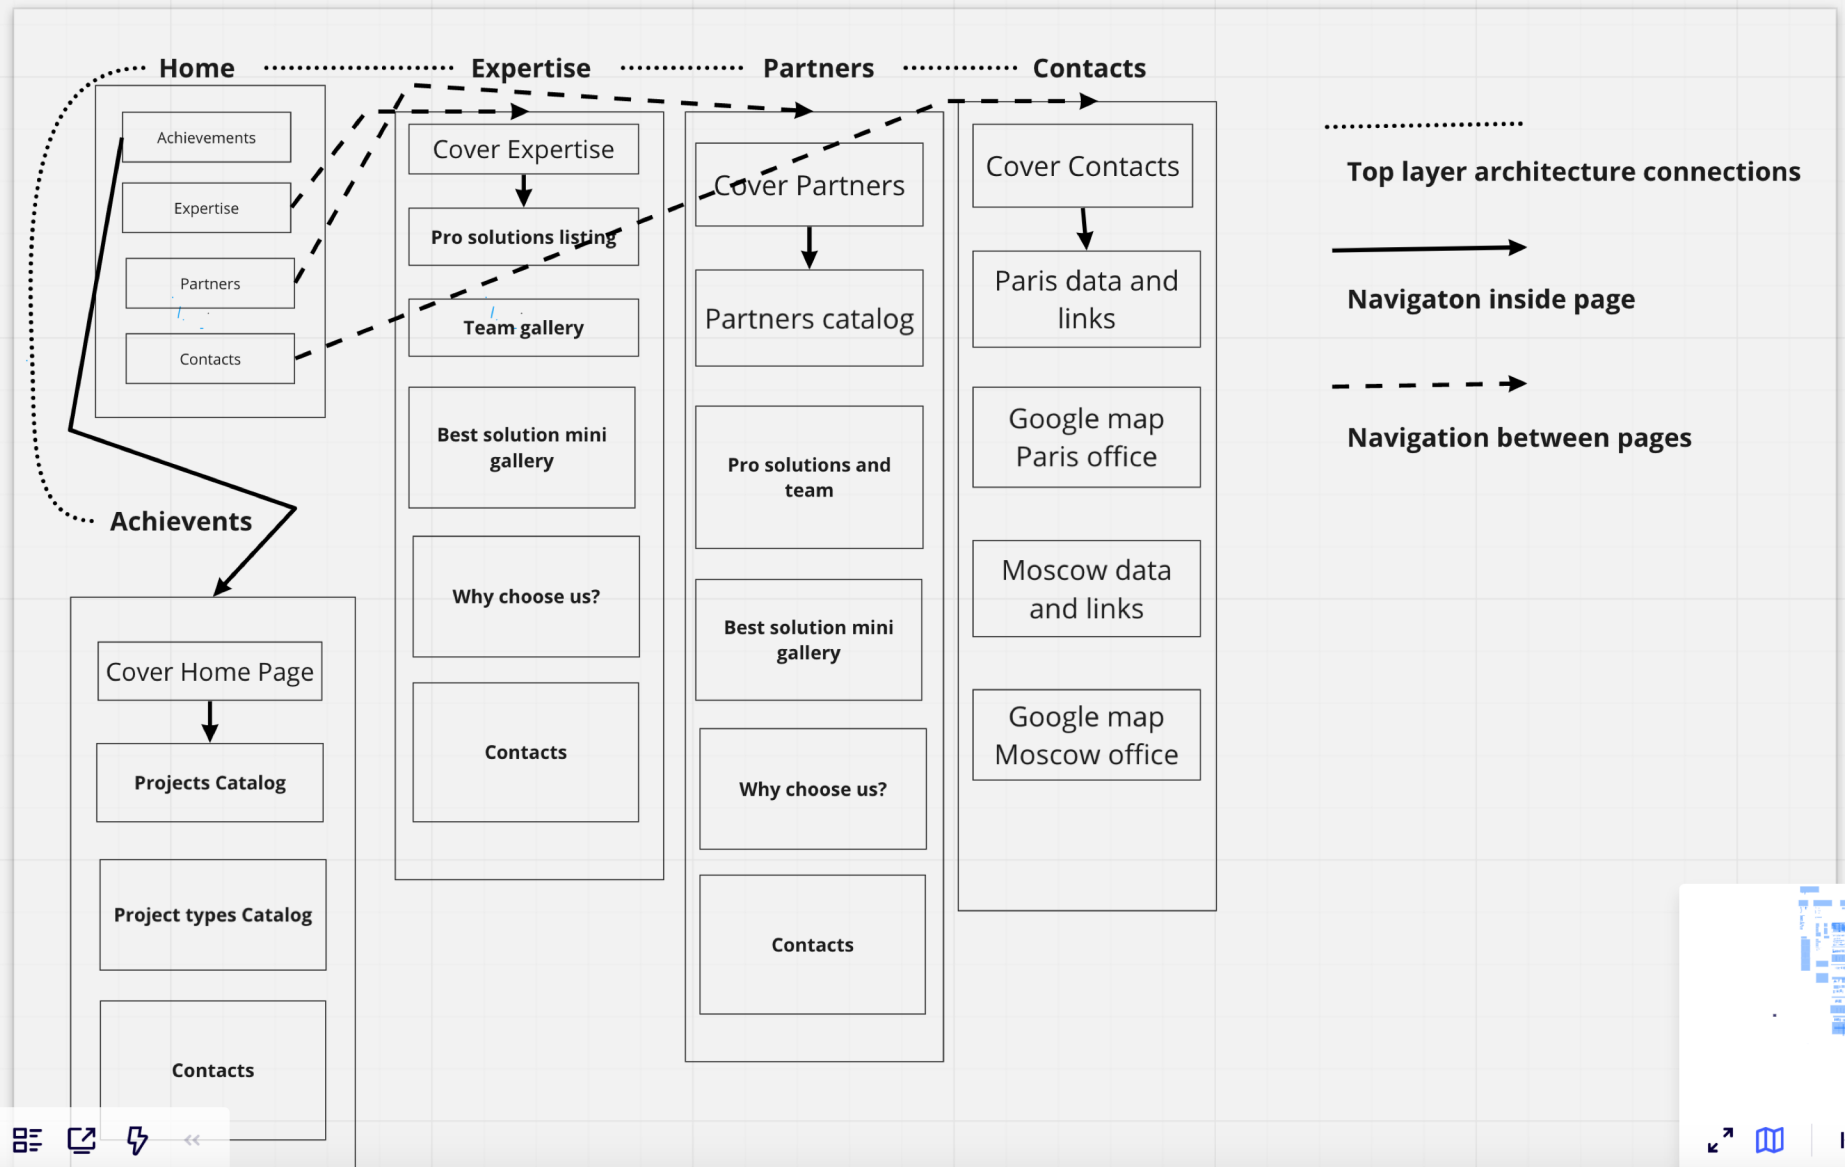 Home
Expertise
Partners
Contacts
Achievements
Expertise
Partners
Contacts
Achievents
Cover Home Page
Projects Catalog
Project types Catalog
Contacts
Cover Expertise
Pro solutions listing
Team gallery
Best solution mini
gallery
Why choose us?
Contacts
Cover Partners
Partners catalog
Pro solutions and
team
Best solution mini
gallery
Why choose us?
Contacts
Cover Contacts
Paris data and
links
Google map
Paris office
Moscow data
and links
Google map
Moscow office
Top layer architecture connections
Navigaton inside page
Navigation between pages